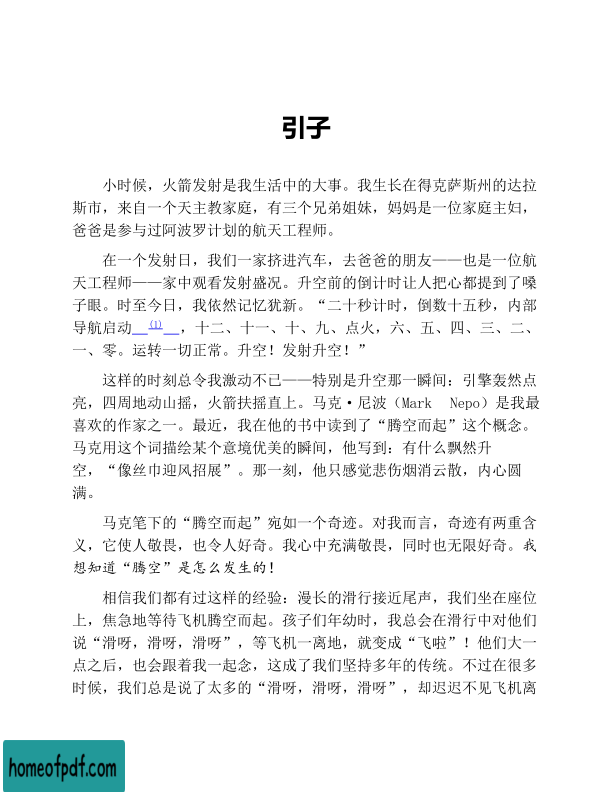 引子
小时候，火箭发射是我生活中的大事。我生长在得克萨斯州的达拉
斯市，来自一个天主教家庭，有三个兄弟姐妹，妈妈是一位家庭主妇，
爸爸是参与过阿波罗计划的航天工程师。
在一个发射日，我们一家挤进汽车，去爸爸的朋友——也是一位航
天工程师——家中观看发射盛况。升空前的倒计时让人把心都提到了嗓
子眼。时至今日，我依然记忆犹新。“二十秒计时，倒数十五秒，内部
导航启动(1)，十二、十一、十、九、点火，六、五、四、三、二、
一、零。运转一切正常。升空！发射升空！”
这样的时刻总令我激动不已——特别是升空那一瞬间：引擎轰然点
亮，四周地动山摇，火箭扶摇直上。马克·尼波（Mark Nepo）是我最
喜欢的作家之一。最近，我在他的书中读到了“腾空而起”这个概念。
马克用这个词描绘某个意境优美的瞬间，他写到：有什么飘然升
空，“像丝巾迎风招展”。那一刻，他只感觉悲伤烟消云散，内心圆
满。
马克笔下的“腾空而起”宛如一个奇迹。对我而言，奇迹有两重含
义，它使人敬畏，也令人好奇。我心中充满敬畏，同时也无限好奇。我
想知道“腾空”是怎么发生的！
相信我们都有过这样的经验：漫长的滑行接近尾声，我们坐在座位
上，焦急地等待飞机腾空而起。孩子们年幼时，我总会在滑行中对他们
说“滑呀，滑呀，滑呀”，等飞机一离地，就变成“飞啦”！他们大一
点之后，也会跟着我一起念，这成了我们坚持多年的传统。不过在很多
时候，我们总是说了太多的“滑呀，滑呀，滑呀”，却迟迟不见飞机离
homeofpdf.com